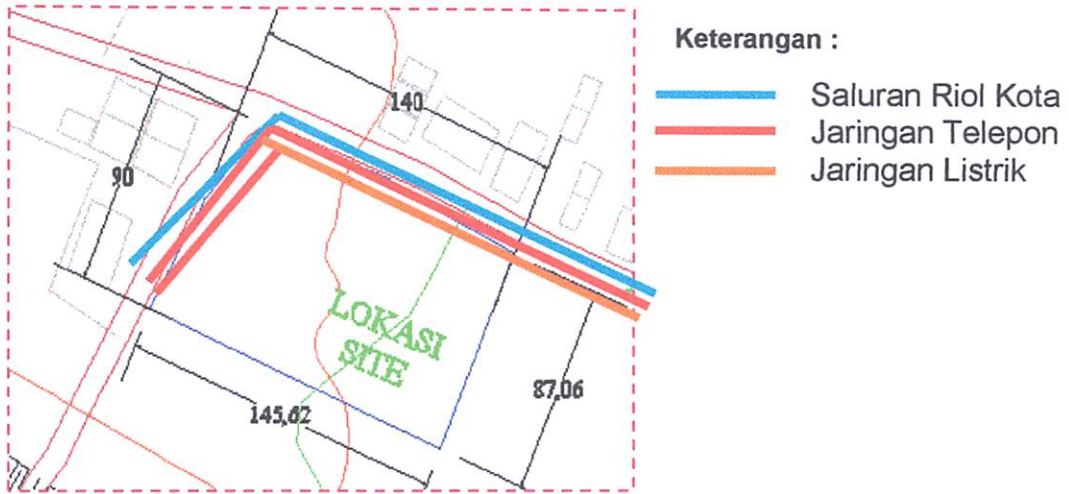 Keterangan :
Saluran Riol Kota
Jaringan Telepon
Jaringan Listrik
140
90
LOKASI
SITE
87,06
145,62